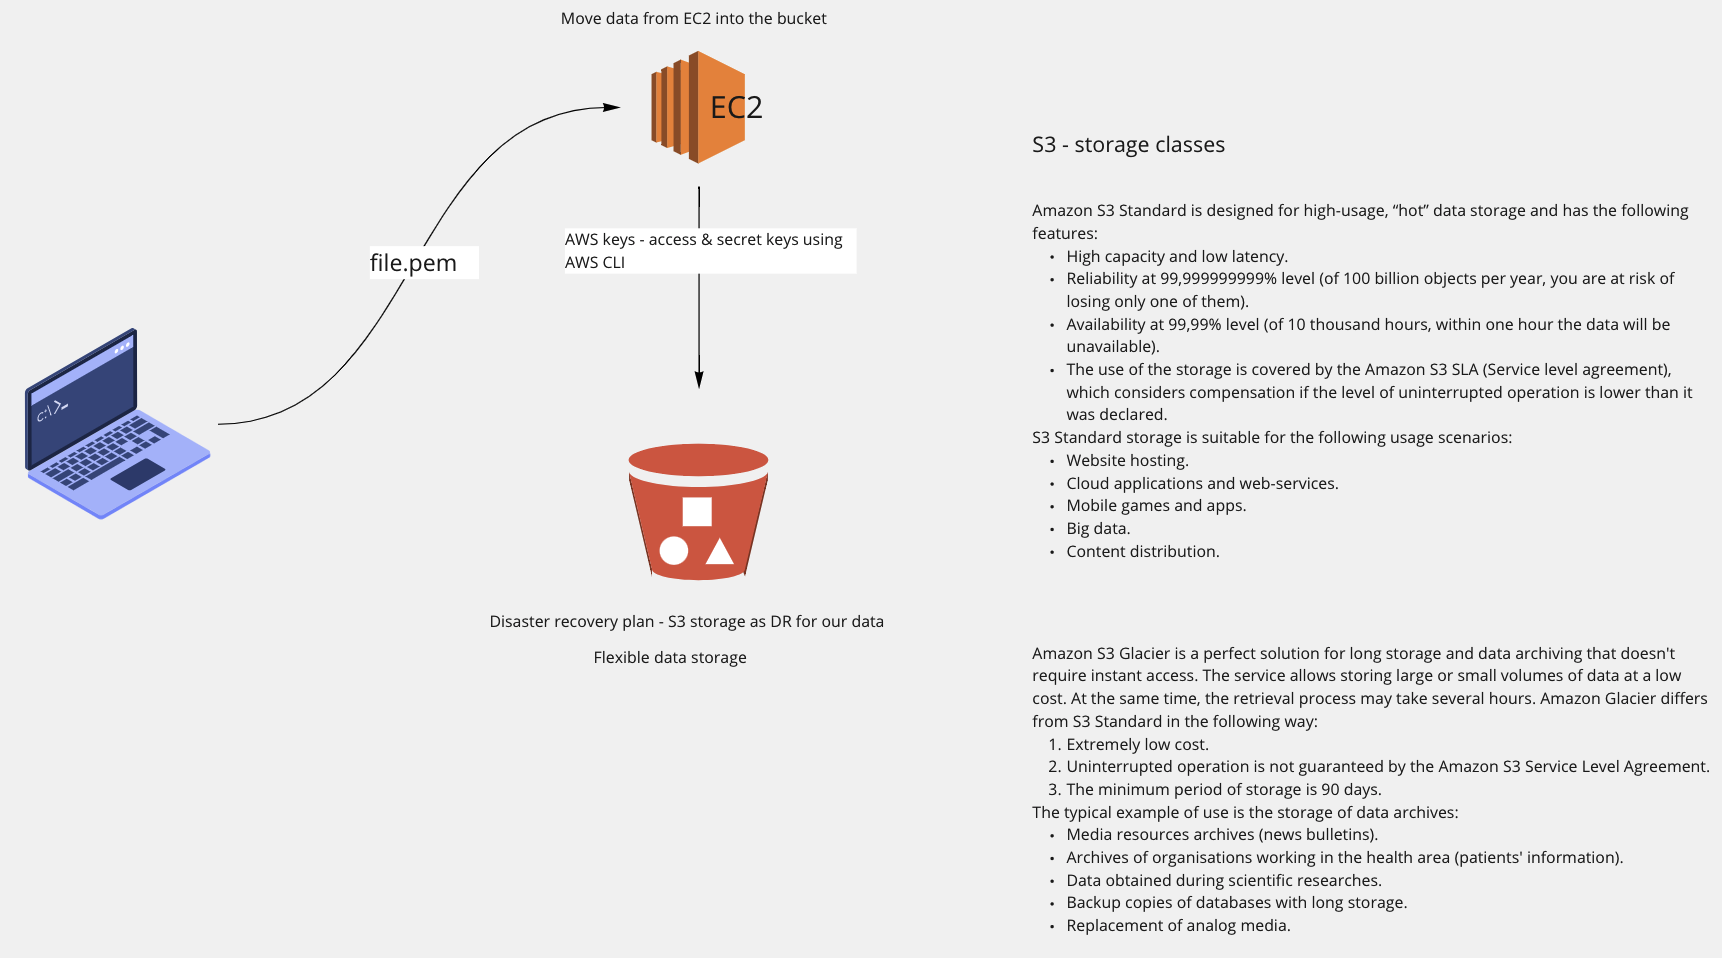 Move data from EC2 into the bucket
EC2
file.pem
AWS keys - access & secret keys using
AWS CLI
c:\>_
Disaster recovery plan - S3 storage as DR for our data
Flexible data storage
S3 - storage classes
Amazon S3 Standard is designed for high-usage, “hot” data storage and has the following
features:
• High capacity and low latency.
• Reliability at 99,999999999% level (of 100 billion objects per year, you are at risk of
losing only one of them).
• Availability at 99,99% level (of 10 thousand hours, within one hour the data will be
unavailable).
• The use of the storage is covered by the Amazon S3 SLA (Service level agreement),
which considers compensation if the level of uninterrupted operation is lower than it
was declared.
S3 Standard storage is suitable for the following usage scenarios:
• Website hosting.
• Cloud applications and web-services.
• Mobile games and apps.
• Big data.
• Content distribution.
Amazon S3 Glacier is a perfect solution for long storage and data archiving that doesn't
require instant access. The service allows storing large or small volumes of data at a low
cost. At the same time, the retrieval process may take several hours. Amazon Glacier differs
from S3 Standard in the following way:
1. Extremely low cost.
2. Uninterrupted operation is not guaranteed by the Amazon S3 Service Level Agreement.
3. The minimum period of storage is 90 days.
The typical example of use is the storage of data archives:
• Media resources archives (news bulletins).
• Archives of organisations working in the health area (patients' information).
• Data obtained during scientific researches.
• Backup copies of databases with long storage.
• Replacement of analog media.